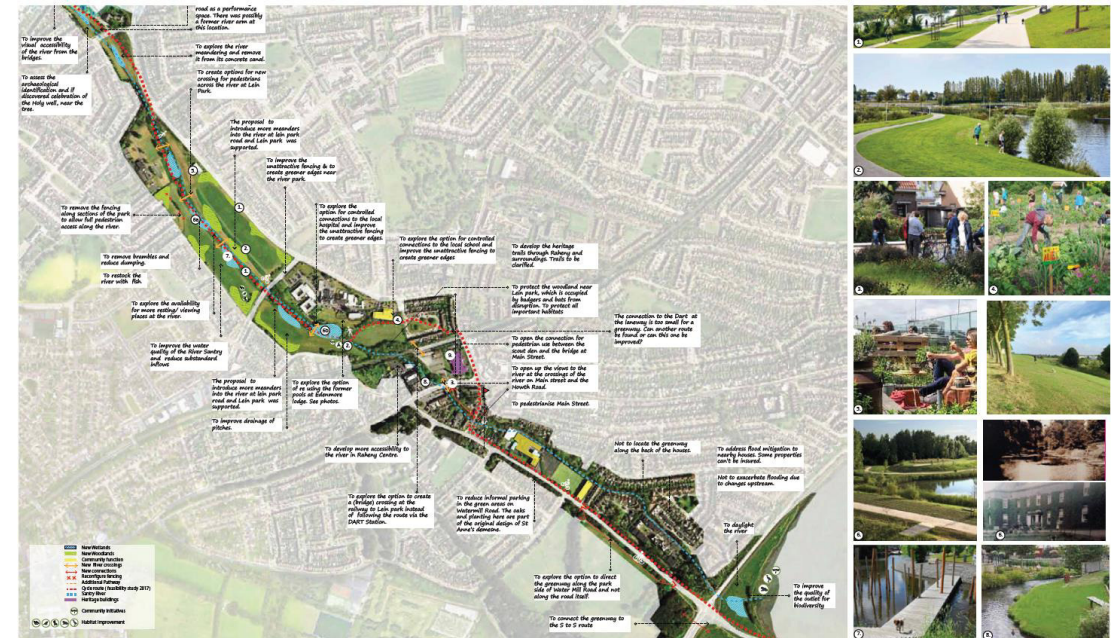 road as a performance
space. There was possibly
a former river arm at
this location.
To improve the
visual accessibility
of the river from the
bridges.
To explore the river
meandering and remove
it from its concrete canal.
To assess the
archaeological
identification and if
discovered celebration of
the Holy well, near the
tree.
To create options for new
crossing for pedestrians
across the river at Lein
Park.
The proposal to
introduce more meanders
into the river at lein park
road and Lein park was
supported.
To improve the
unattractive fencing & to
create greener edges near
the river park.
To remove the fencing
along sections of the park
to allow full pedestrian
access along the river.
To explore the
option for controlled
connections to the local
hospital and improve
the unattractive fencing
to create greener edges.
To explore the option for controlled
connections to the local school and
improve the unattractive fencing to
create greener edges
To develop the heritage
trails through Raheny and
surroundings. Trails to be
clarified.
To remove brambles and
reduce dumping.
To restock the
river with fish.
To explore the availability
for more resting/ viewing
places at the river.
To protect the woodland near
Lein park, which is occupied
by badgers and bats from
disruption. To protect all
important habitats
The connection to the Dart at
the laneway is too small for a
greenway. Can another route
be found or can this one be
improved?
To open the connection for
pedestrian use between the
scout den and the bridge at
Main Street.
To improve the water
quality of the River Santry
and reduce substandard
inflows
To open up the views to the
river at the crossings of the
river on Main street and the
Howth Road.
To pedestrianise Main Street.
The proposal to
introduce more meanders
into the river at lein park
road and Lein park was
supported.
To explore the option
of re using the former
pools at Edenmore
lodge. See photos.
To improve drainage of
pitches.
To develop more accessibility to
the river in Raheny Centre.
Not to locate the greenway
along the back of the houses.
To address flood mitigation to
nearby houses. Some properties
can't be insured.
Not to exacerbate flooding due
to changes upstream.
To explore the option to create
a (bridge) crossing at the
railway to Lein park instead
of following the route via the
DART Station.
To reduce informal parking
in the green areas on
Watermill Road. The oaks
and planting here are part
of the original design of St
Anne's demesne.
To daylight
the river
To explore the option to direct
the greenway along the park
side of Water Mill Road and not
along the road itself.
To improve
the quality of
the outlet for
biodiversity
To connect the greenway to
the S to S route
New Wetlands
New Woodlands
Community function
New River crossings
New connections
Reconfigure fencing
Additional Pathway
Cycle route (feasibility study 2017)
Santry River
Heritage buildings
Community initiatives
Habitat improvement